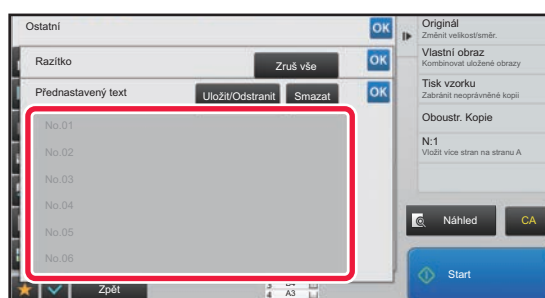 Ostatní
OK
Razítko
Zruš vše
OK
Přednastavený text
Uložit/Odstranit
Smazat
OK
No.01
No.02
No.03
No.04
No.05
No.06
Zpět
4 A3
Originál
Změnit velikost/směr.
Vlastní obraz
Kombinovat uložené obrazy
Tisk vzorku
Zabránit neoprávněné kopii
Oboustr. Kopie
N:1
Vložit více stran na stranu A
Náhled
CA
Start